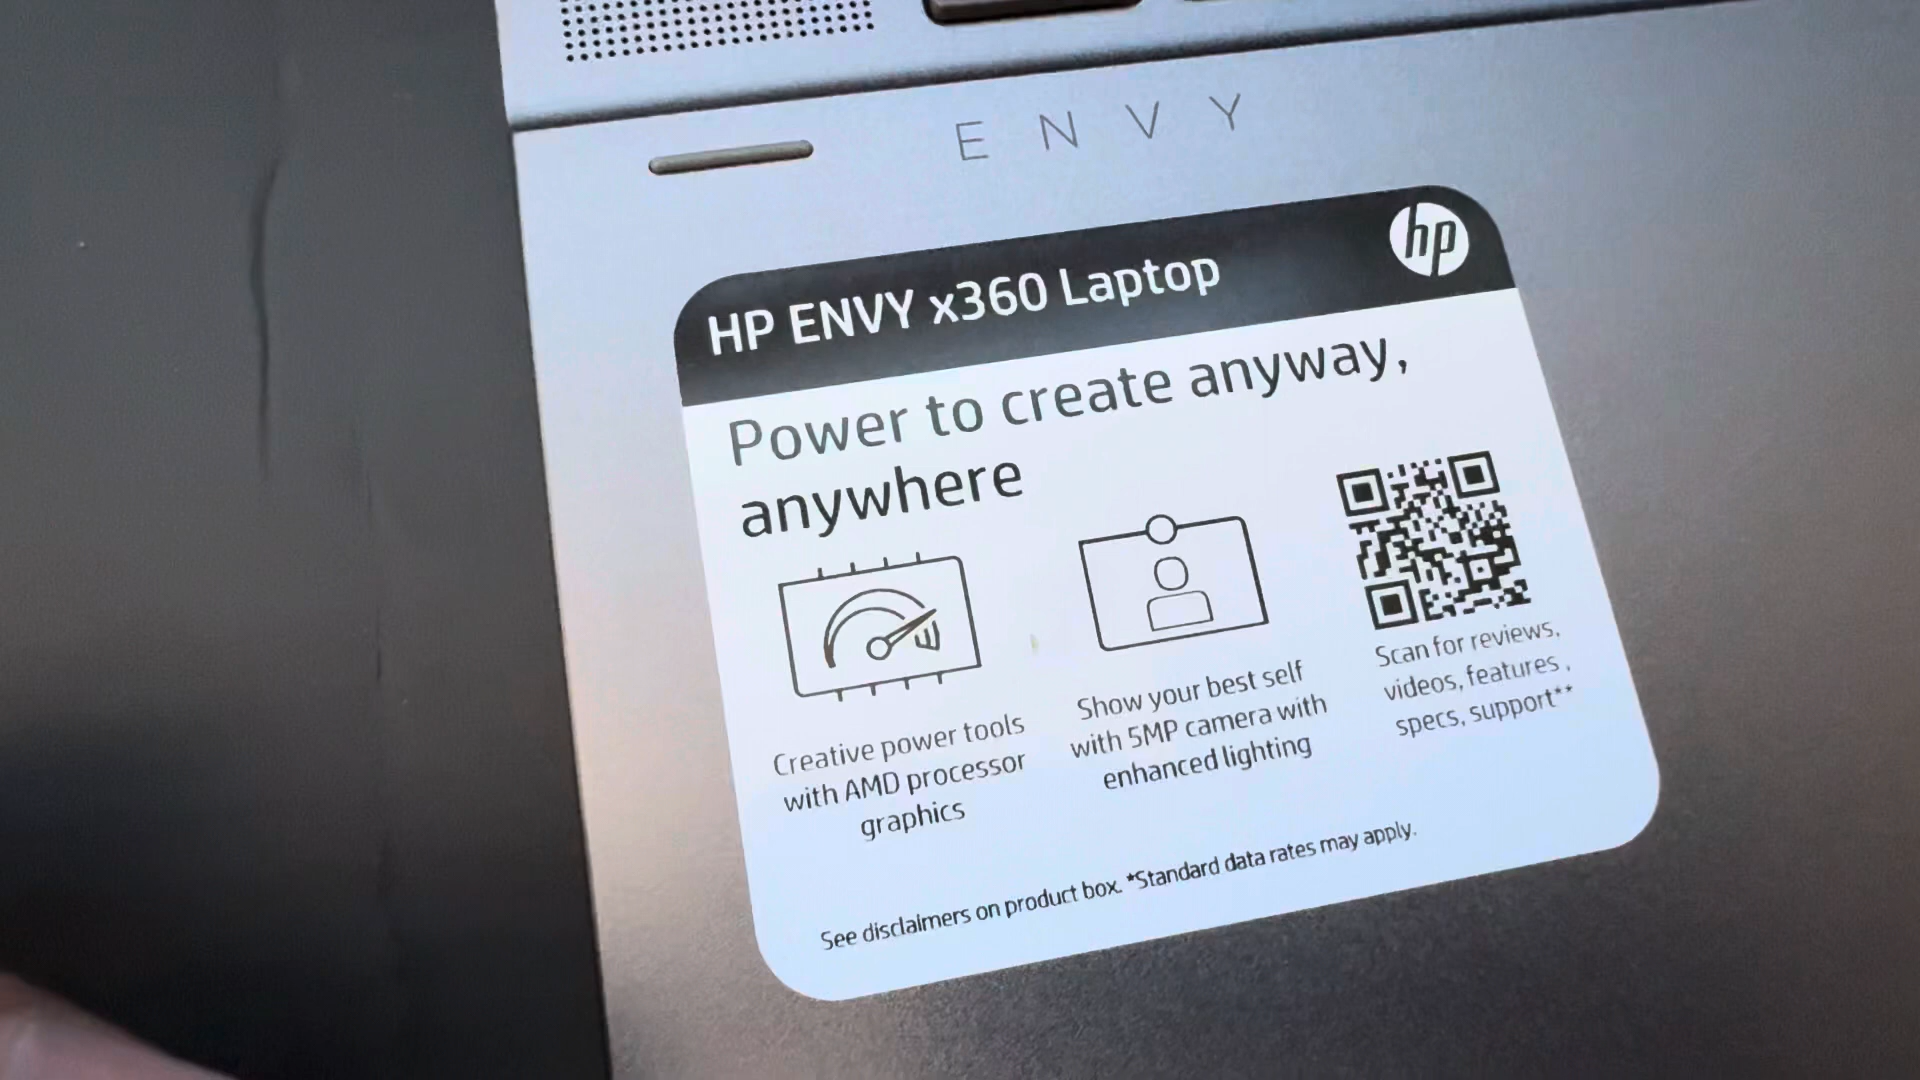 ENVY
hp
HP ENVY x360 Laptop
Power to create anyway,
anywhere
Creative power tools
with AMD processor
graphics
Show your best self
with 5MP camera with
enhanced lighting
Scan for reviews,
videos, features ,
specs, support**
See disclaimers on product box. *Standard data rates may apply.